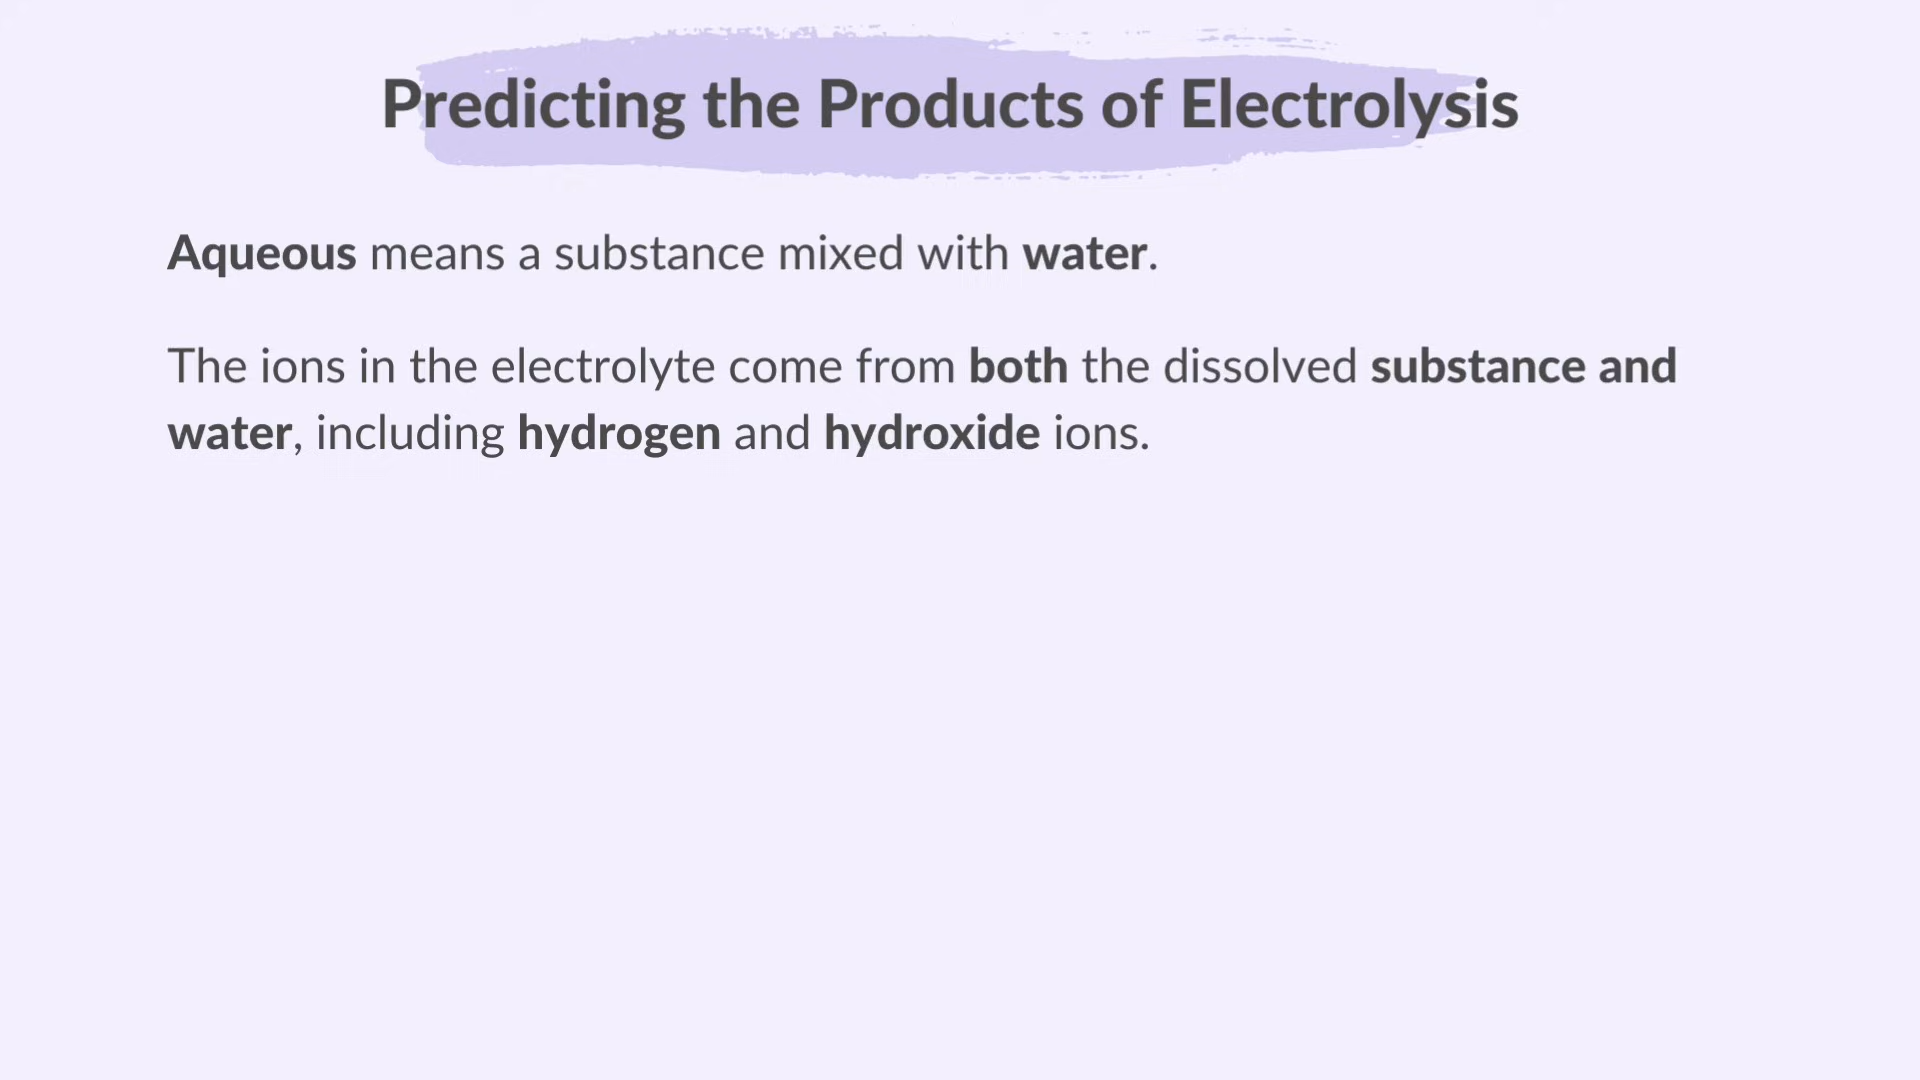 Predicting the Products of Electrolysis
Aqueous means a substance mixed with water.
The ions in the electrolyte come from both the dissolved substance and
water, including hydrogen and hydroxide ions.